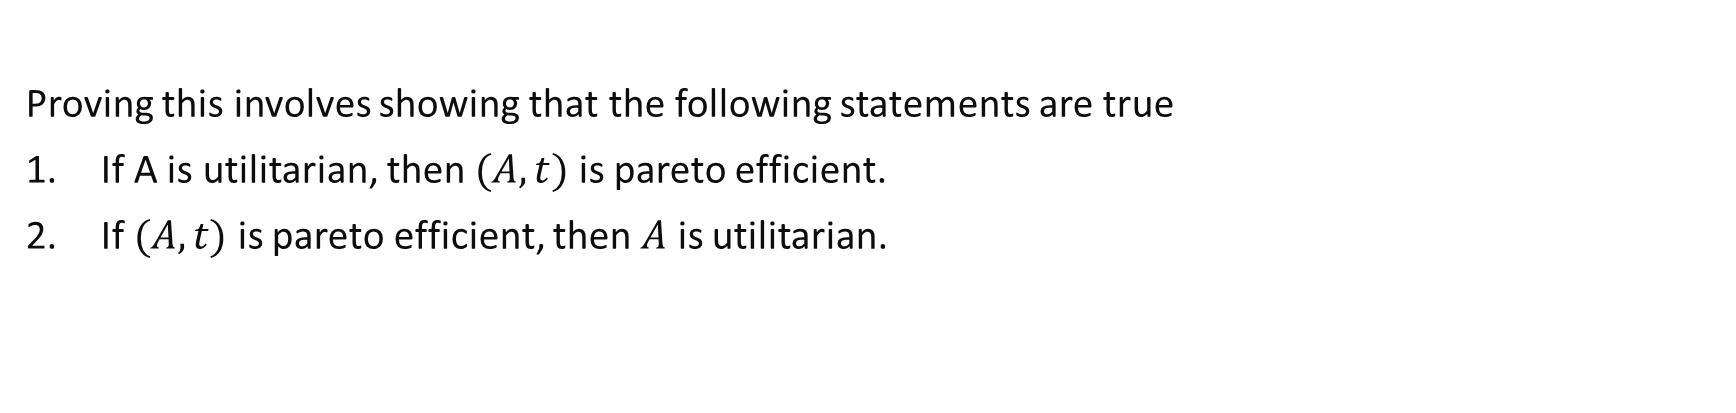 Proving this involves showing that the following statements are true
1. If A is utilitarian, then (A, t) is pareto efficient.
2. If (A, t) is pareto efficient, then A is utilitarian.